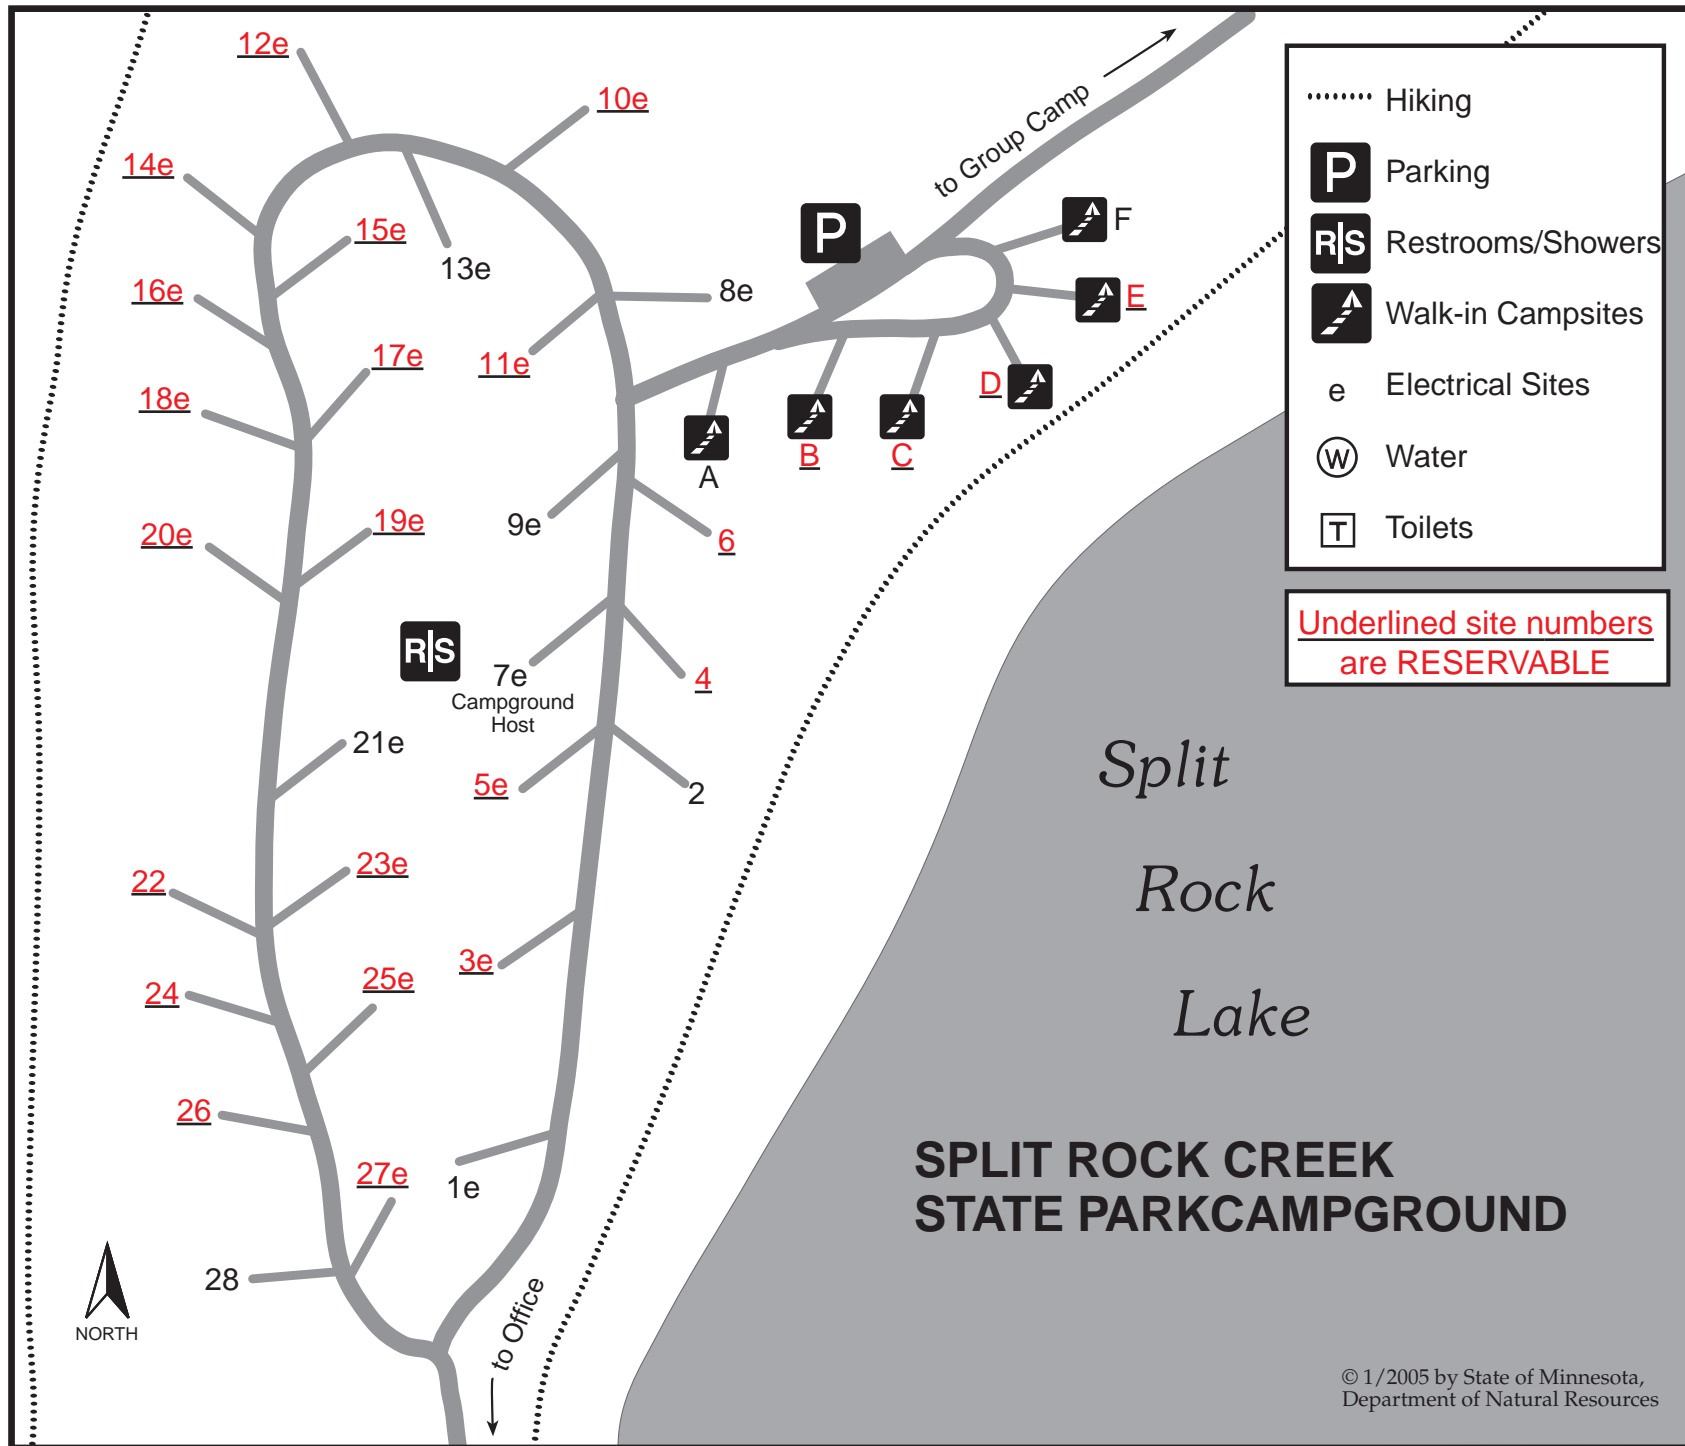 12e
10e
to Group Camp
14e
15e
13e
16e
8e
P
F
E
11e
17e
18e
D
A
B
C
9e
6
19e
20e
R|S
7e
Campground
Host
4
21e
5e
2
22
23e
3e
24
25e
26
27e
1e
28
NORTH
to Office
Hiking
P Parking
R|S Restrooms/Showers
Walk-in Campsites
e Electrical Sites
W Water
T Toilets
Underlined site numbers
are RESERVABLE
Split
Rock
Lake
SPLIT ROCK CREEK
STATE PARKCAMPGROUND
© 1/2005 by State of Minnesota,
Department of Natural Resources